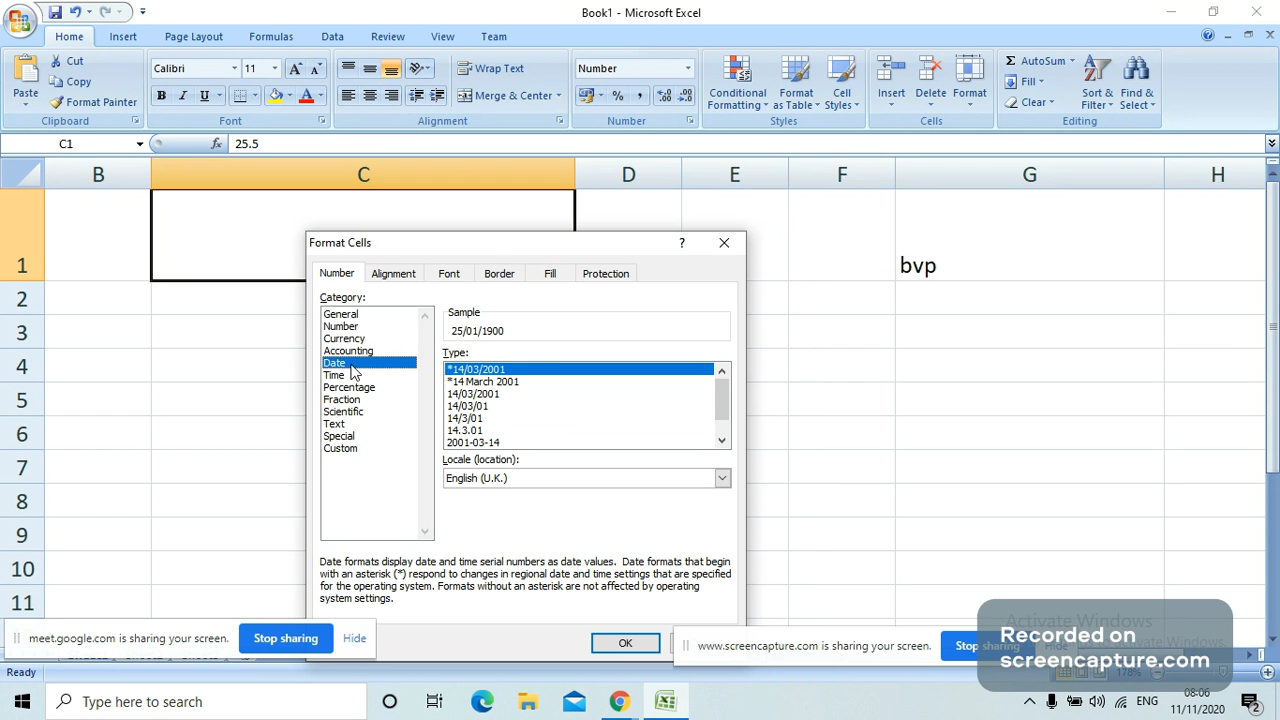 Book1 - Microsoft Excel
Home Insert Page Layout Formulas Data Review View Team
Cut
Copy
Format Painter
Paste
Clipboard
Calibri 11
B I U A
Font
Wrap Text
Merge & Center
Alignment
Number
% ,
Number
Conditional Formatting
Format as Table
Cell Styles
Styles
Insert Delete Format
Cells
Σ AutoSum
Fill
Clear
Sort & Filter
Find & Select
Editing
C1 fx 25.5
B C D E F G H
1 bvp
2
3
4
5
6
7
8
9
10
11
Format Cells
Number Alignment Font Border Fill Protection
Category:
General
Number
Currency
Accounting
Date
Time
Percentage
Fraction
Scientific
Text
Special
Custom
Sample
25/01/1900
Type:
*14/03/2001
*14 March 2001
14/03/2001
14/03/01
14/3/01
14.3.01
2001-03-14
Locale (location):
English (U.K.)
Date formats display date and time serial numbers as date values. Date formats that begin
with an asterisk (*) respond to changes in regional date and time settings that are specified
for the operating system. Formats without an asterisk are not affected by operating
system settings.
OK
meet.google.com is sharing your screen. Stop sharing Hide
www.screencapture.com is sharing your screen. Stop sharing Hide
Activate Windows
Recorded on
screencapture.com
Ready 178%
Type here to search
ENG 08:06
11/11/2020
2